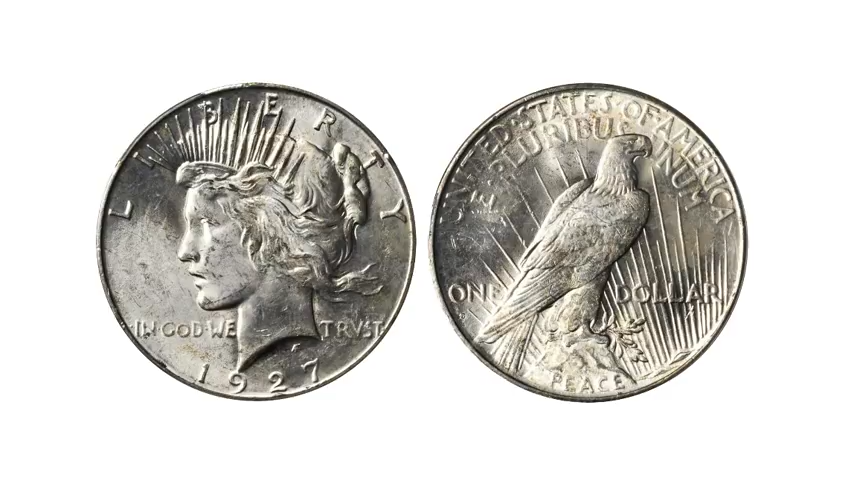 LIBERTY
IN GOD WE TRVST
1927
UNITED·STATES·OF·AMERICA
E PLURIBUS UNUM
ONE DOLLAR
PEACE